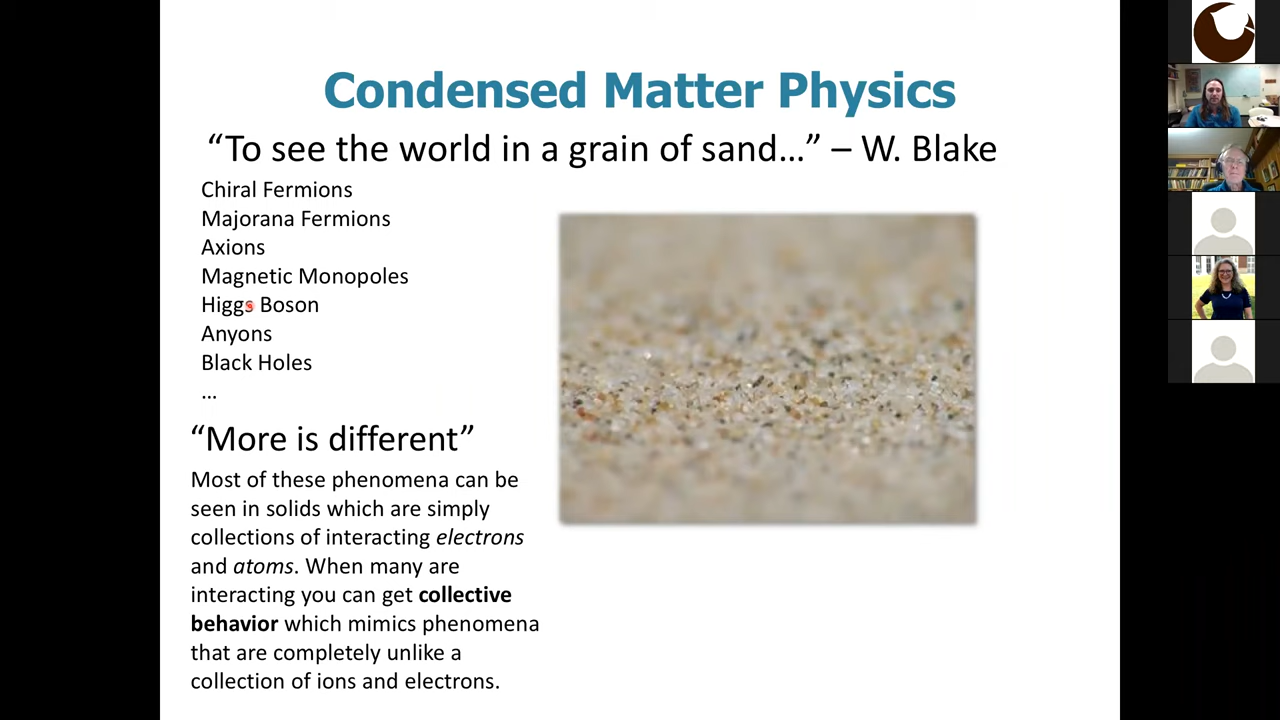 Condensed Matter Physics
“To see the world in a grain of sand…” – W. Blake
Chiral Fermions
Majorana Fermions
Axions
Magnetic Monopoles
Higgs Boson
Anyons
Black Holes
…
“More is different”
Most of these phenomena can be
seen in solids which are simply
collections of interacting electrons
and atoms. When many are
interacting you can get collective
behavior which mimics phenomena
that are completely unlike a
collection of ions and electrons.